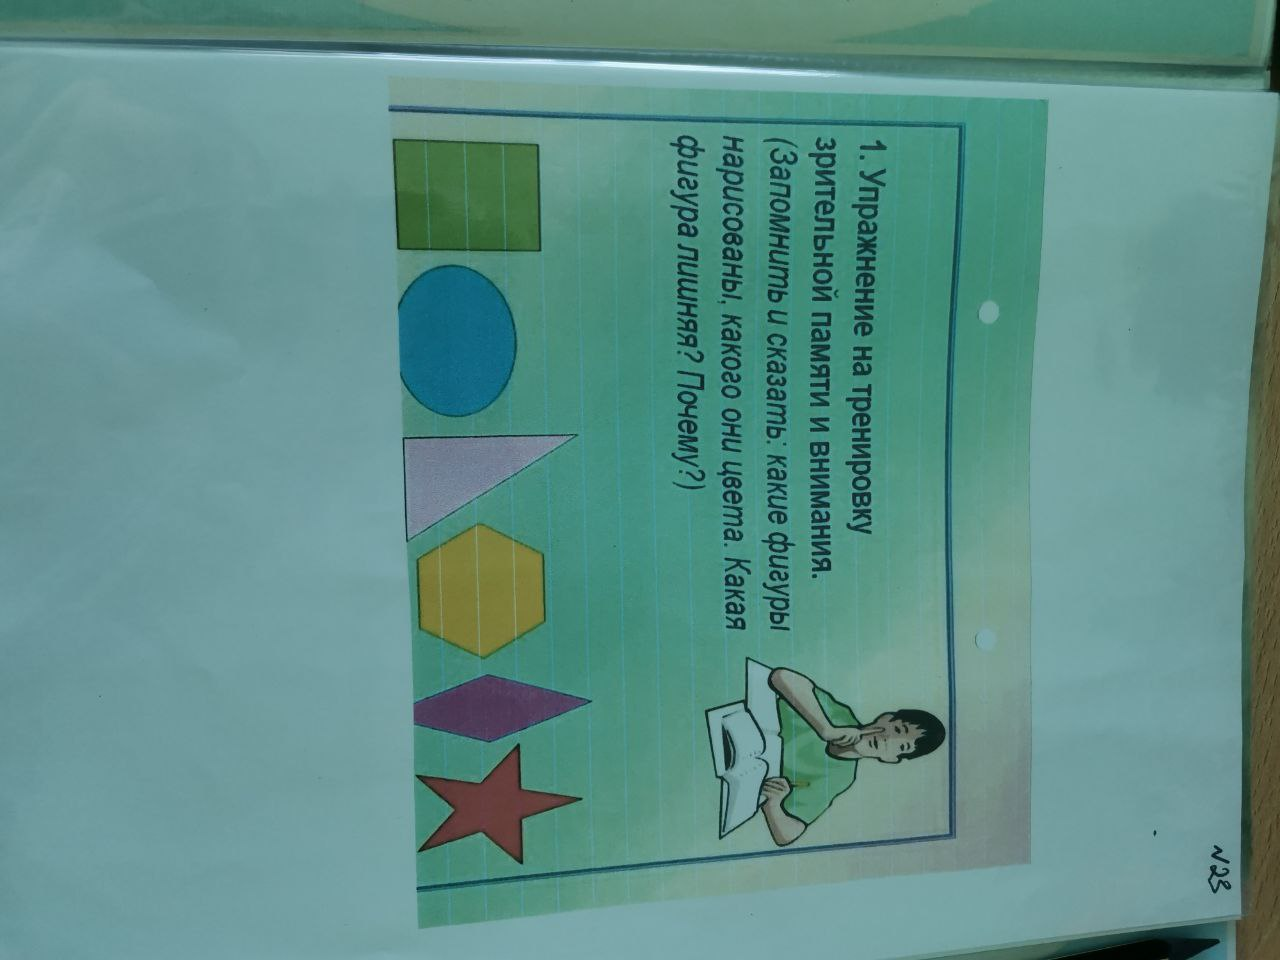 1. Упражнение на тренировку
зрительной памяти и внимания.
(Запомнить и сказать: какие фигуры
нарисованы, какого они цвета. Какая
фигура лишняя? Почему?)
N23